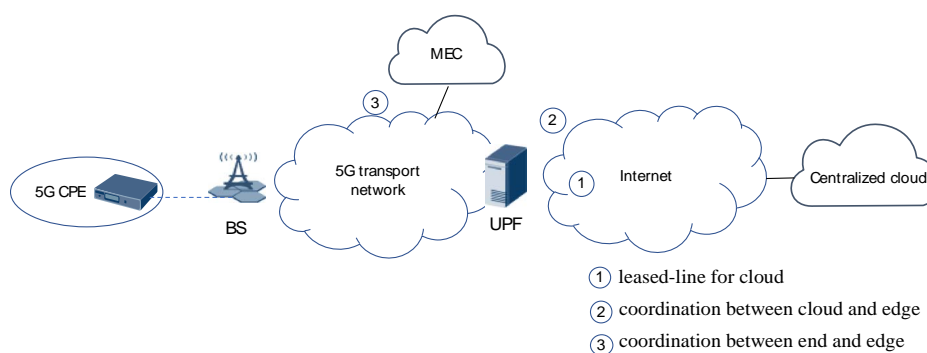 MEC
3
2
5G CPE
5G transport
network
1
Internet
Centralized cloud
BS
UPF
1 leased-line for cloud
2 coordination between cloud and edge
3 coordination between end and edge